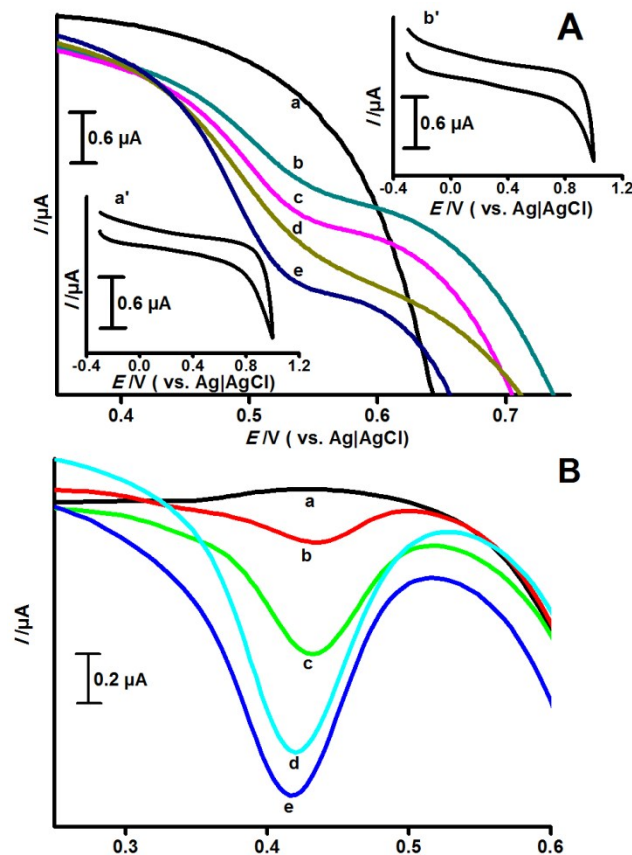 A
a
b
c
d
e
I/µA
0.6 µA
b'
I/µA
0.6 µA
-0.4 0.0 0.4 0.8 1.2
E/V ( vs. Ag|AgCl)
a'
I/µA
0.6 µA
-0.4 0.0 0.4 0.8 1.2
E/V ( vs. Ag|AgCl)
0.4 0.5 0.6 0.7
E/V ( vs. Ag|AgCl)
B
a
b
c
d
e
I/µA
0.2 µA
0.3 0.4 0.5 0.6